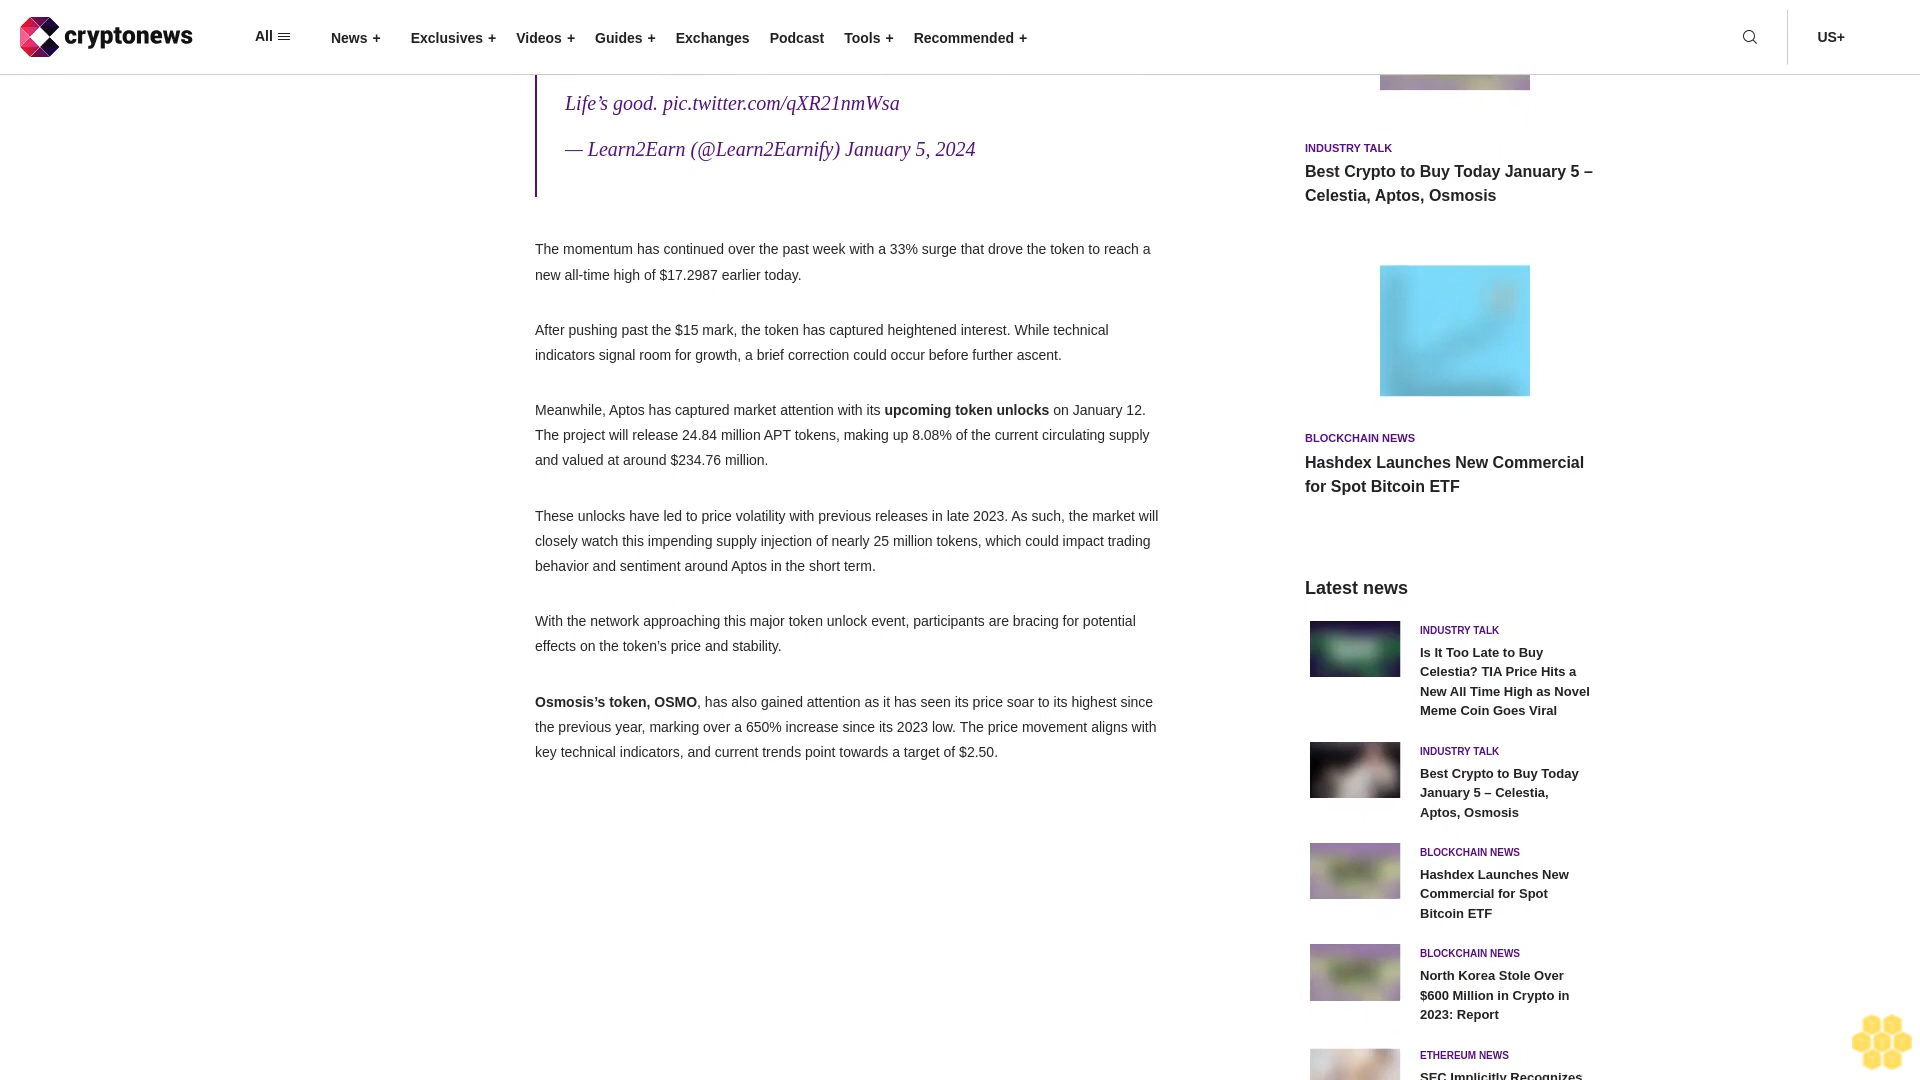 cryptonews
All
News +
Exclusives +
Videos +
Guides +
Exchanges
Podcast
Tools +
Recommended +
US+
Life’s good. pic.twitter.com/qXR21nmWsa
— Learn2Earn (@Learn2Earnify) January 5, 2024
The momentum has continued over the past week with a 33% surge that drove the token to reach a
new all-time high of $17.2987 earlier today.
After pushing past the $15 mark, the token has captured heightened interest. While technical
indicators signal room for growth, a brief correction could occur before further ascent.
Meanwhile, Aptos has captured market attention with its upcoming token unlocks on January 12.
The project will release 24.84 million APT tokens, making up 8.08% of the current circulating supply
and valued at around $234.76 million.
These unlocks have led to price volatility with previous releases in late 2023. As such, the market will
closely watch this impending supply injection of nearly 25 million tokens, which could impact trading
behavior and sentiment around Aptos in the short term.
With the network approaching this major token unlock event, participants are bracing for potential
effects on the token’s price and stability.
Osmosis’s token, OSMO, has also gained attention as it has seen its price soar to its highest since
the previous year, marking over a 650% increase since its 2023 low. The price movement aligns with
key technical indicators, and current trends point towards a target of $2.50.
INDUSTRY TALK
Best Crypto to Buy Today January 5 –
Celestia, Aptos, Osmosis
BLOCKCHAIN NEWS
Hashdex Launches New Commercial
for Spot Bitcoin ETF
Latest news
INDUSTRY TALK
Is It Too Late to Buy
Celestia? TIA Price Hits a
New All Time High as Novel
Meme Coin Goes Viral
INDUSTRY TALK
Best Crypto to Buy Today
January 5 – Celestia,
Aptos, Osmosis
BLOCKCHAIN NEWS
Hashdex Launches New
Commercial for Spot
Bitcoin ETF
BLOCKCHAIN NEWS
North Korea Stole Over
$600 Million in Crypto in
2023: Report
ETHEREUM NEWS
SEC Implicitly Recognizes